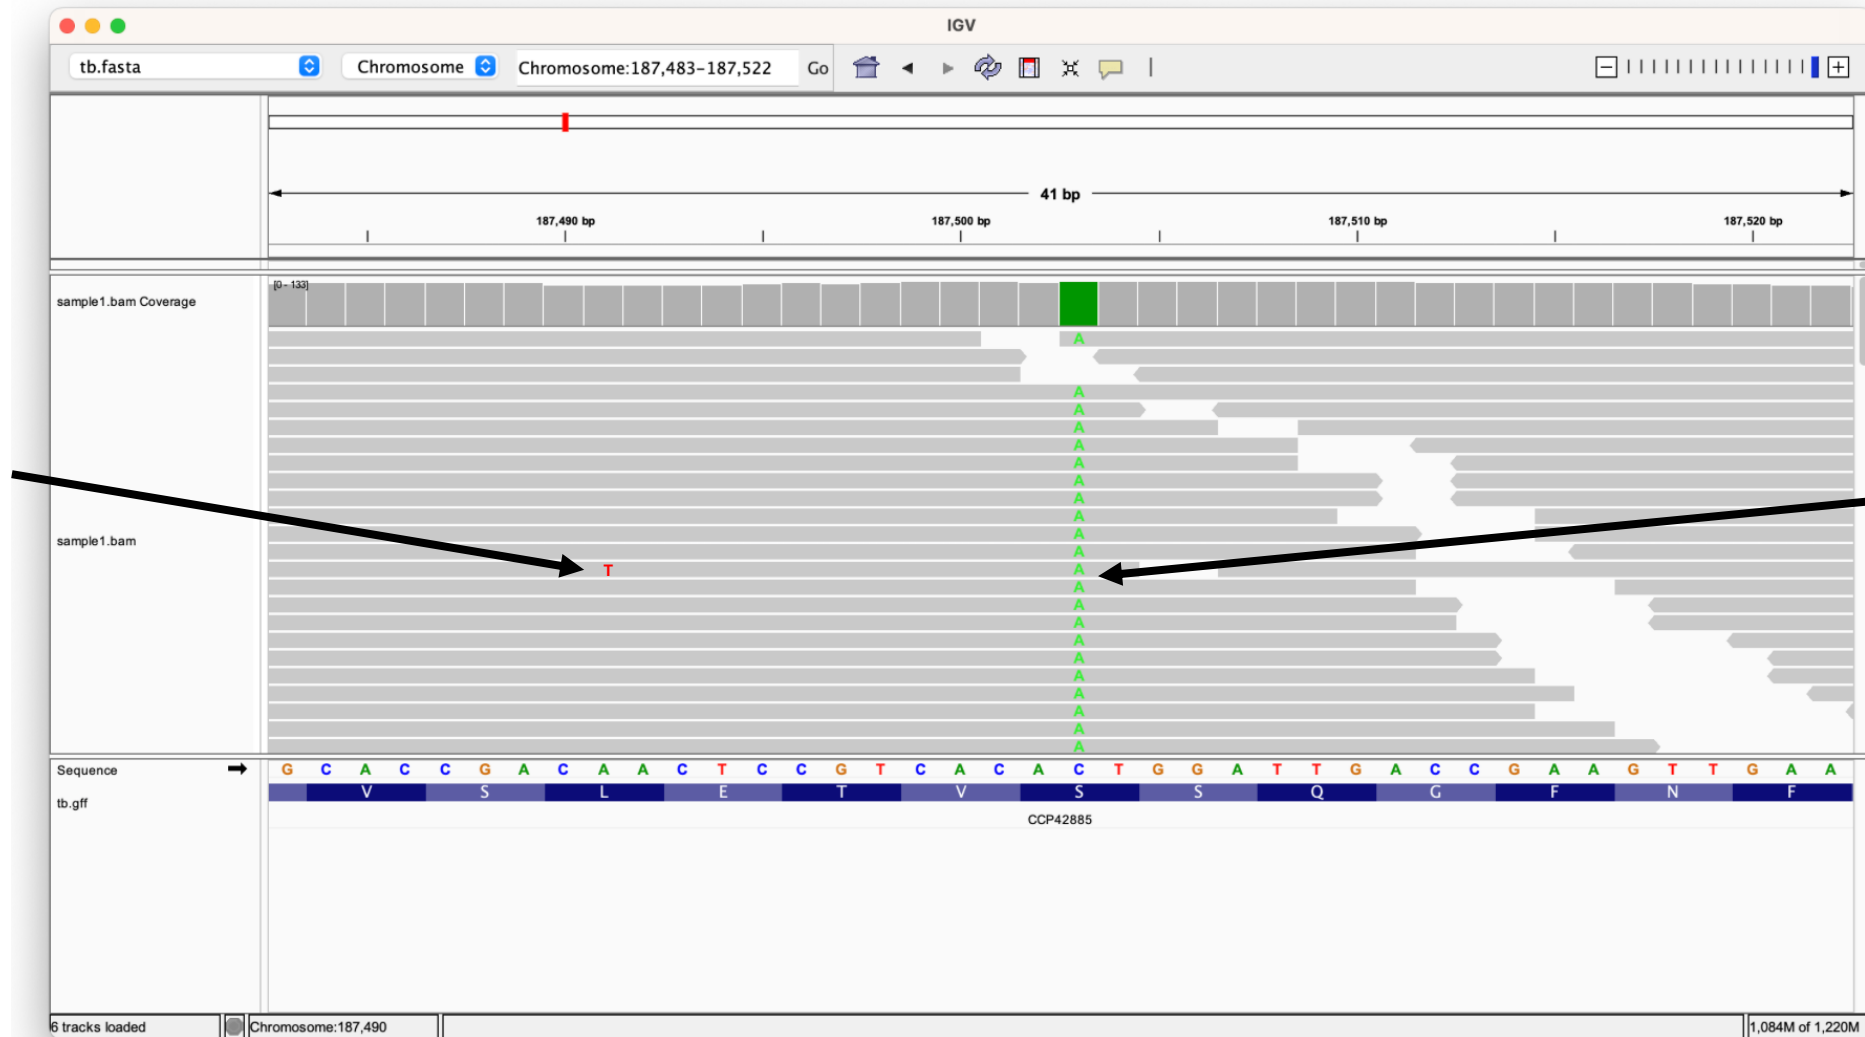 IGV
tb.fasta Chromosome Chromosome:187,483-187,522 Go
41 bp
187,490 bp 187,500 bp 187,510 bp 187,520 bp
sample1.bam Coverage [0 - 133]
A
A
A
A
A
A
A
A
A
sample1.bam A
A
T A
A
A
A
A
A
A
A
A
A
A
Sequence G C A C C G A C A A C T C C G T C A C A C T G G A T T G A C C G A A G T T G A A
V S L E T V S S Q G F N F
tb.gff
CCP42885
6 tracks loaded Chromosome:187,490 1,084M of 1,220M